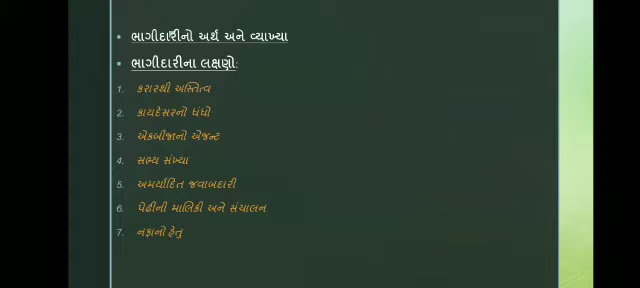 ▪ ભાગીદારીનો અર્થ અને વ્યાખ્યા
▪ ભાગીદારીના લક્ષણો:
1. કરારથી અસ્તિત્વ
2. કાયદેસરનો ધંધો
3. એકબીજાનો એજન્ટ
4. સભ્ય સંખ્યા
5. અમર્યાદિત જવાબદારી
6. પેઢીની માલિકી અને સંચાલન
7. નફાનો હેતુ